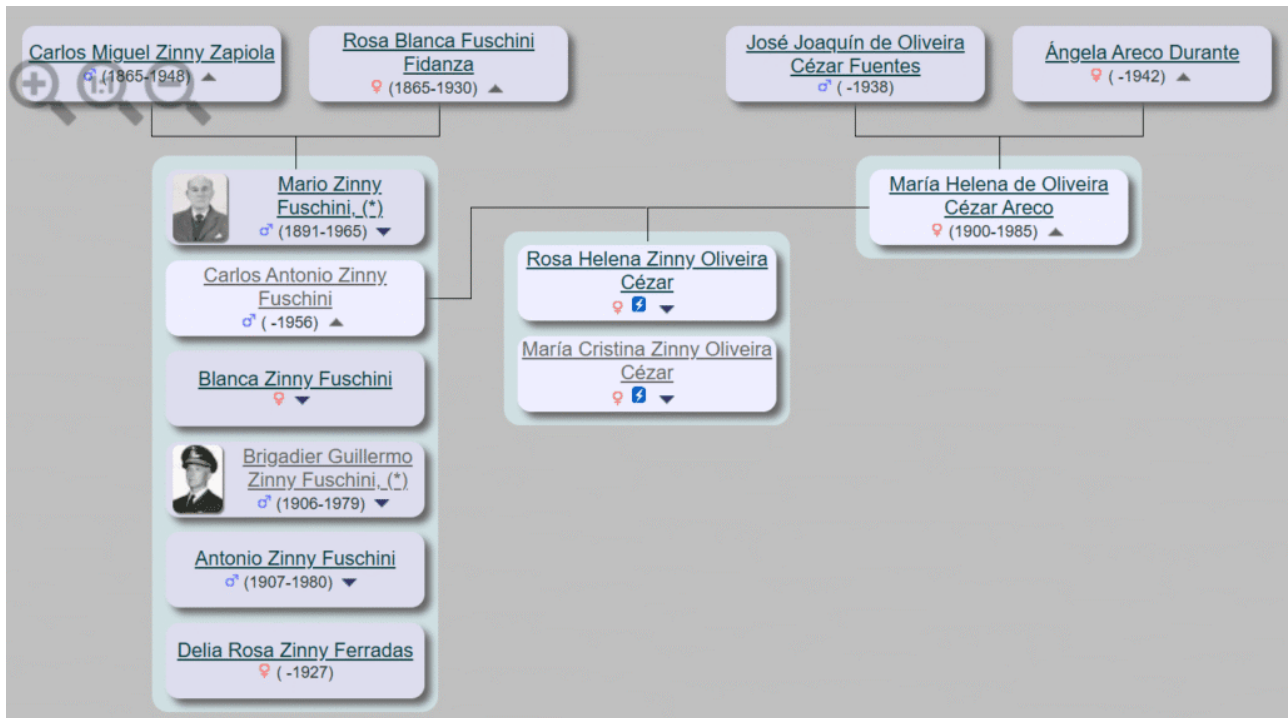 Carlos Miguel Zinny Zapiola
♂ (1865-1948) ▲
Rosa Blanca Fuschini
Fidanza
♀ (1865-1930) ▲
José Joaquín de Oliveira
Cézar Fuentes
♂ ( -1938)
Ángela Areco Durante
♀ ( -1942) ▲
1:1
Mario Zinny
Fuschini, (*)
♂ (1891-1965) ▼
Carlos Antonio Zinny
Fuschini
♂ ( -1956) ▲
Blanca Zinny Fuschini
♀ ▼
Brigadier Guillermo
Zinny Fuschini, (*)
♂ (1906-1979) ▼
Antonio Zinny Fuschini
♂ (1907-1980) ▼
Delia Rosa Zinny Ferradas
♀ ( -1927)
María Helena de Oliveira
Cézar Areco
♀ (1900-1985) ▲
Rosa Helena Zinny Oliveira
Cézar
♀ ▼
María Cristina Zinny Oliveira
Cézar
♀ ▼